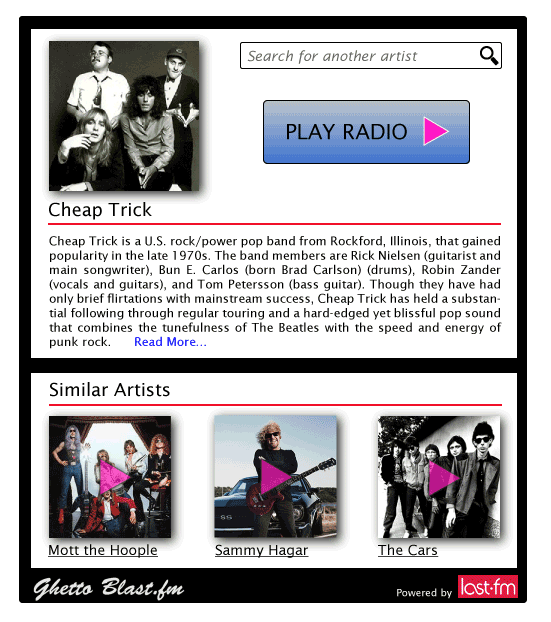 Search for another artist
PLAY RADIO
Cheap Trick
Cheap Trick is a U.S. rock/power pop band from Rockford, Illinois, that gained
popularity in the late 1970s. The band members are Rick Nielsen (guitarist and
main songwriter), Bun E. Carlos (born Brad Carlson) (drums), Robin Zander
(vocals and guitars), and Tom Petersson (bass guitar). Though they have had
only brief flirtations with mainstream success, Cheap Trick has held a substan-
tial following through regular touring and a hard-edged yet blissful pop sound
that combines the tunefulness of The Beatles with the speed and energy of
punk rock. Read More...
Similar Artists
SS
Mott the Hoople
Sammy Hagar
The Cars
Ghetto Blast.fm
Powered by last.fm